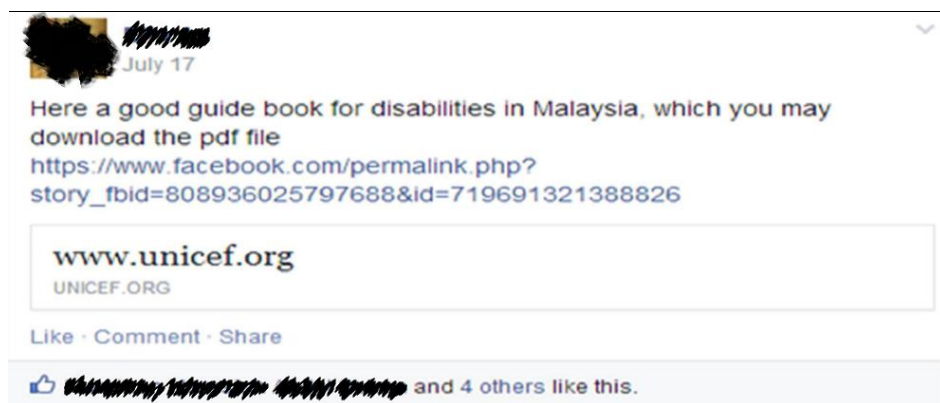 July 17
Here a good guide book for disabilities in Malaysia, which you may
download the pdf file
https://www.facebook.com/permalink.php?
story_fbid=808936025797688&id=719691321388826
www.unicef.org
UNICEF.ORG
Like · Comment · Share
and 4 others like this.